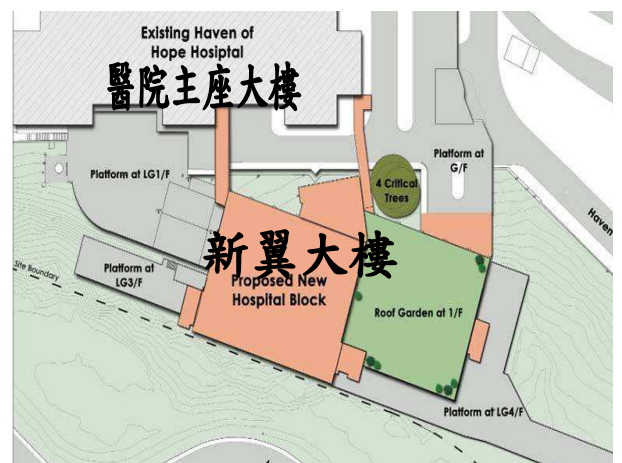 Existing Haven of
Hope Hosiptal
醫院主座大樓
Platform at LG1/F
Platform at
G/F
4 Critical
Trees
Haven
新翼大樓
Site Boundary
Platform at
LG3/F
Proposed New
Hospital Block
Roof Garden at 1/F
Platform at LG4/F